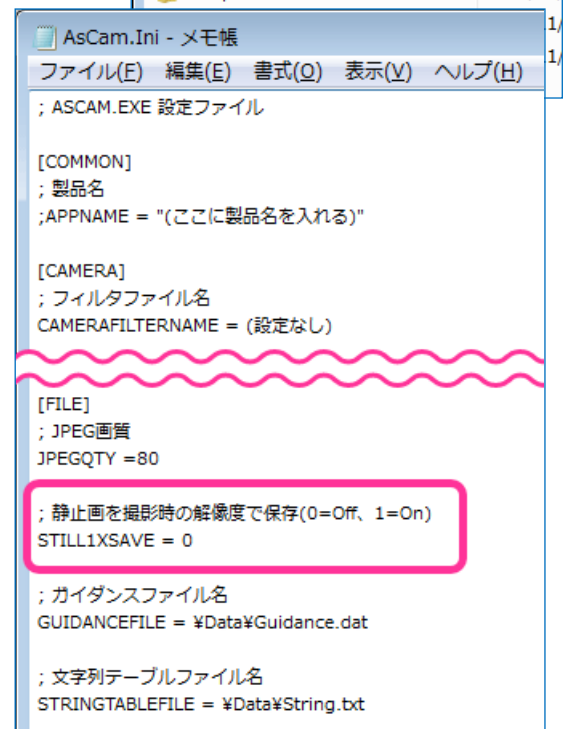 AsCam.Ini - メモ帳
1/
ファイル(F) 編集(E) 書式(O) 表示(V) ヘルプ(H)
1/
; ASCAM.EXE 設定ファイル
[COMMON]
; 製品名
;APPNAME = "(ここに製品名を入れる)"
[CAMERA]
; フィルタファイル名
CAMERAFILTERNAME = (設定なし)
[FILE]
; JPEG画質
JPEGQTY =80
; 静止画を撮影時の解像度で保存(0=Off、1=On)
STILL1XSAVE = 0
; ガイダンスファイル名
GUIDANCEFILE = ¥Data¥Guidance.dat
; 文字列テーブルファイル名
STRINGTABLEFILE = ¥Data¥String.txt